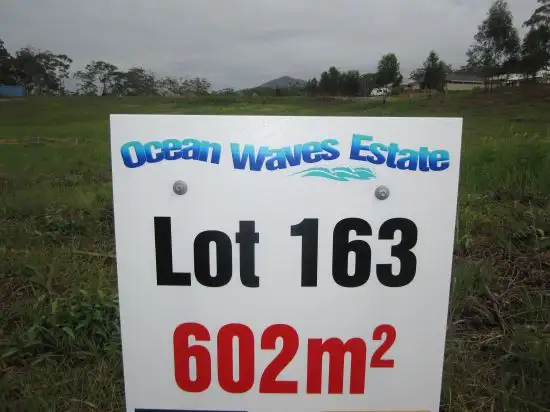 Ocean Waves Estate
Lot 163
602m²